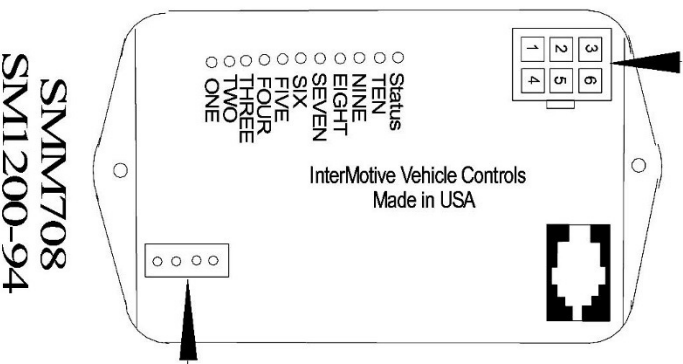 SMM708
SM1200-94
ONE
TWO
THREE
FOUR
FIVE
SIX
SEVEN
EIGHT
NINE
TEN
Status
1 2 3
4 5 6
InterMotive Vehicle Controls
Made in USA